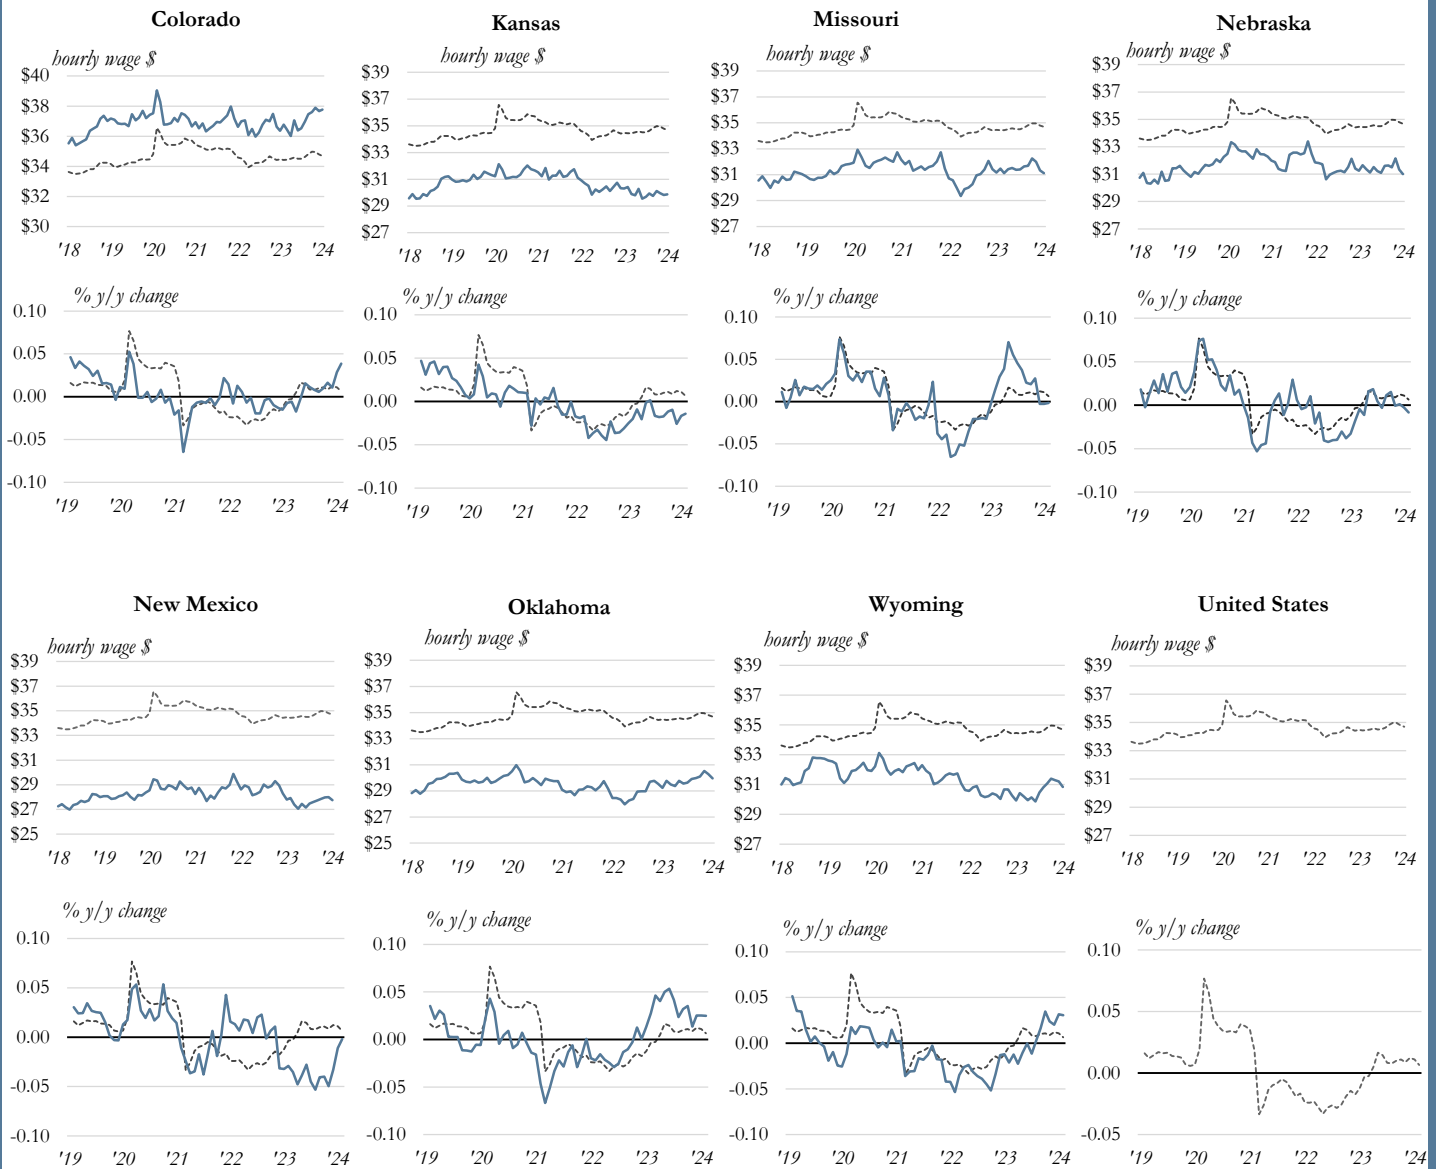 Colorado
hourly wage $
$40
$38
$36
$34
$32
$30
'18 '19 '20 '21 '22 '23 '24
% y/y change
0.10
0.05
0.00
-0.05
-0.10
'19 '20 '21 '22 '23 '24
Kansas
hourly wage $
$39
$37
$35
$33
$31
$29
$27
'18 '19 '20 '21 '22 '23 '24
% y/y change
0.10
0.05
0.00
-0.05
-0.10
'19 '20 '21 '22 '23 '24
Missouri
hourly wage $
$39
$37
$35
$33
$31
$29
$27
'18 '19 '20 '21 '22 '23 '24
% y/y change
0.10
0.05
0.00
-0.05
-0.10
'19 '20 '21 '22 '23 '24
Nebraska
hourly wage $
$39
$37
$35
$33
$31
$29
$27
'18 '19 '20 '21 '22 '23 '24
% y/y change
0.10
0.05
0.00
-0.05
-0.10
'19 '20 '21 '22 '23 '24
New Mexico
hourly wage $
$39
$37
$35
$33
$31
$29
$27
$25
'18 '19 '20 '21 '22 '23 '24
% y/y change
0.10
0.05
0.00
-0.05
-0.10
'19 '20 '21 '22 '23 '24
Oklahoma
hourly wage $
$39
$37
$35
$33
$31
$29
$27
$25
'18 '19 '20 '21 '22 '23 '24
% y/y change
0.10
0.05
0.00
-0.05
-0.10
'19 '20 '21 '22 '23 '24
Wyoming
hourly wage $
$39
$37
$35
$33
$31
$29
$27
'18 '19 '20 '21 '22 '23 '24
% y/y change
0.10
0.05
0.00
-0.05
-0.10
'19 '20 '21 '22 '23 '24
United States
hourly wage $
$39
$37
$35
$33
$31
$29
$27
'18 '19 '20 '21 '22 '23 '24
% y/y change
0.10
0.05
0.00
-0.05
'19 '20 '21 '22 '23 '24